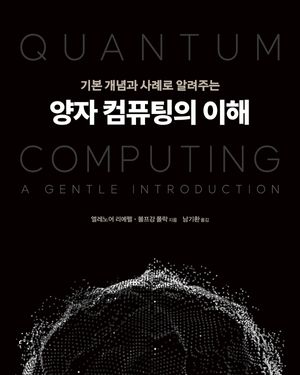 QUANTUM
기본 개념과 사례로 알려주는
양자 컴퓨팅의 이해
COMPUTING
A GENTLE INTRODUCTION
엘레노어 리에펠 · 볼프강 폴락 지음 남기환 옮김